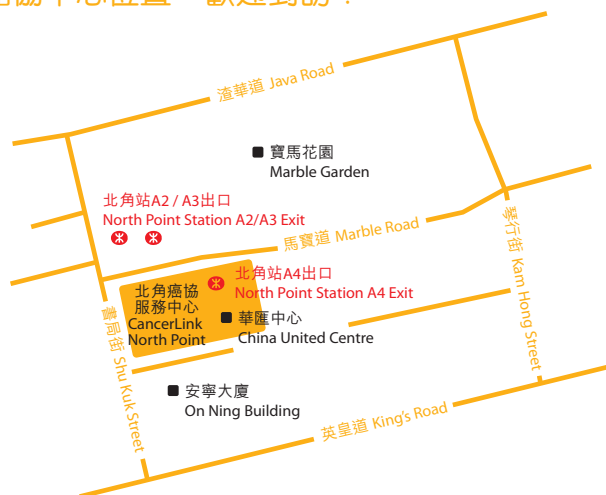 渣華道 Java Road
寶馬花園
Marble Garden
北角站A2 / A3出口
North Point Station A2/A3 Exit
馬寶道 Marble Road
琴行街 Kam Hong Street
北角站A4出口
North Point Station A4 Exit
北角癌協
服務中心
CancerLink
North Point
華匯中心
China United Centre
書局街 Shu Kuk Street
安寧大廈
On Ning Building
英皇道 King's Road